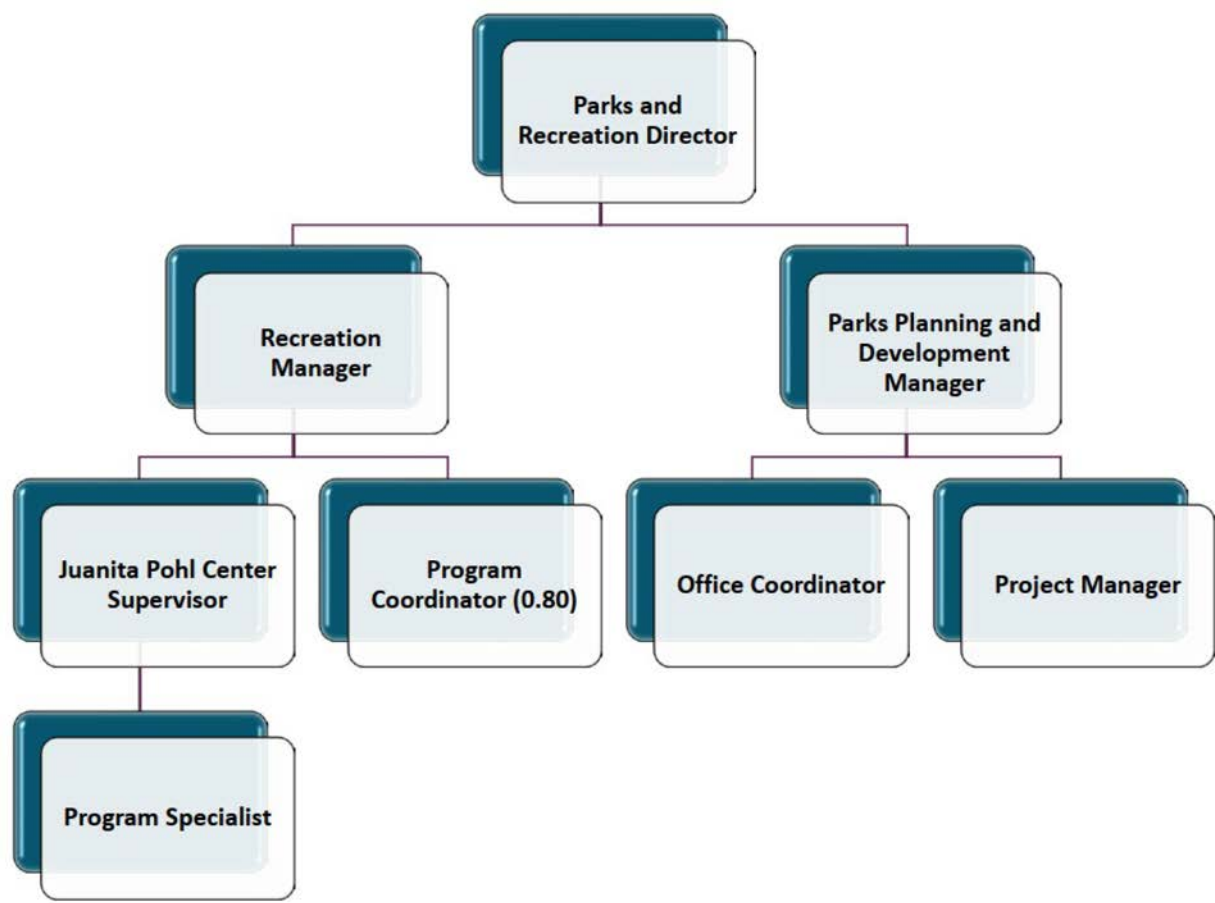 Parks and
Recreation Director
Recreation
Manager
Parks Planning and
Development
Manager
Juanita Pohl Center
Supervisor
Program
Coordinator (0.80)
Office Coordinator
Project Manager
Program Specialist